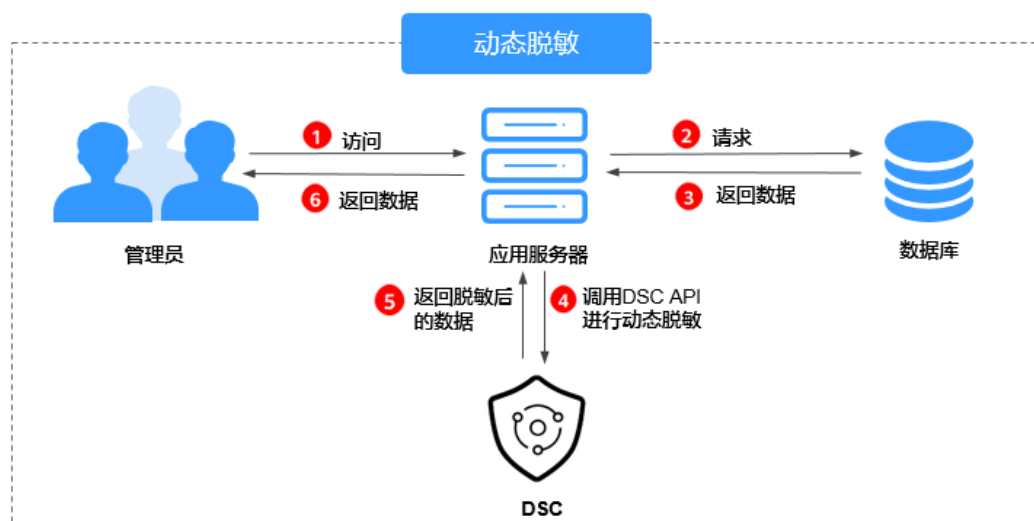 动态脱敏
1 访问
2 请求
6 返回数据
3 返回数据
管理员
应用服务器
数据库
5 返回脱敏后
的数据
4 调用DSC API
进行动态脱敏
DSC